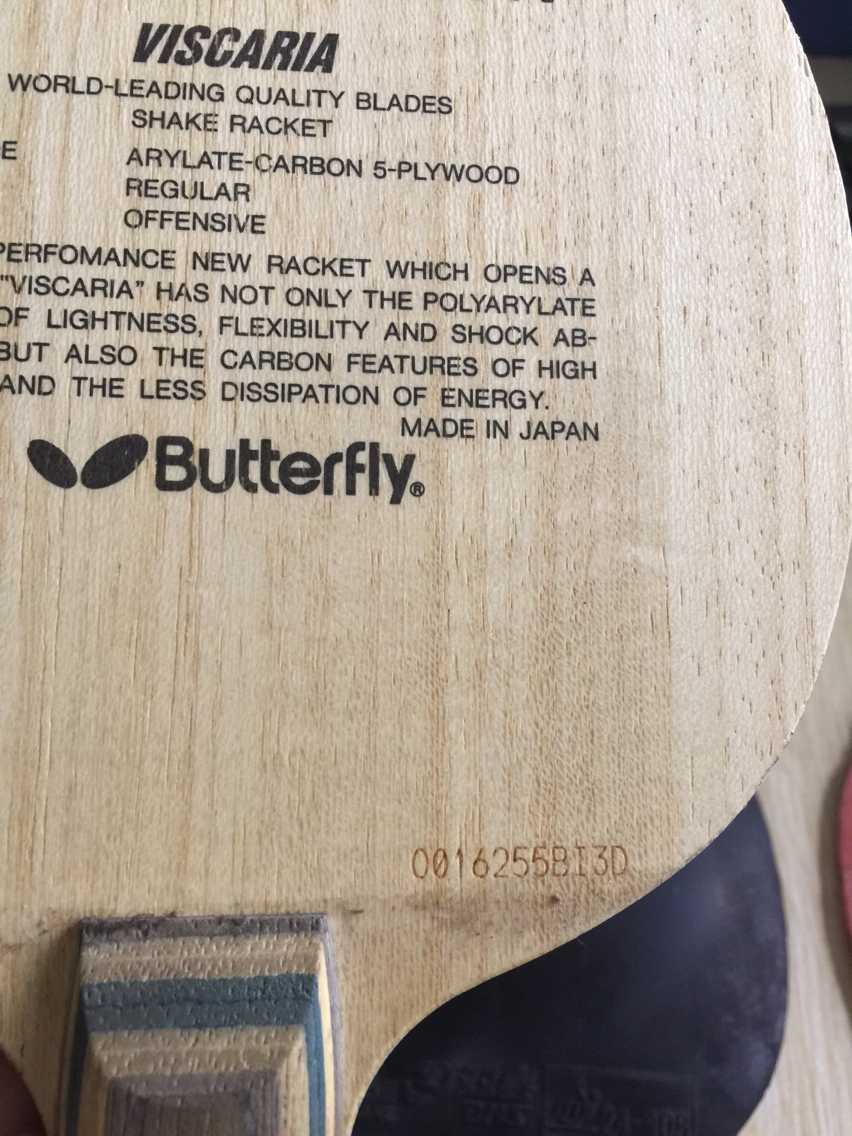 VISCARIA
WORLD-LEADING QUALITY BLADES
SHAKE RACKET
E ARYLATE-CARBON 5-PLYWOOD
REGULAR
OFFENSIVE
PERFOMANCE NEW RACKET WHICH OPENS A
"VISCARIA" HAS NOT ONLY THE POLYARYLATE
OF LIGHTNESS, FLEXIBILITY AND SHOCK AB-
BUT ALSO THE CARBON FEATURES OF HIGH
AND THE LESS DISSIPATION OF ENERGY.
MADE IN JAPAN
Butterfly®
0016255BI3D